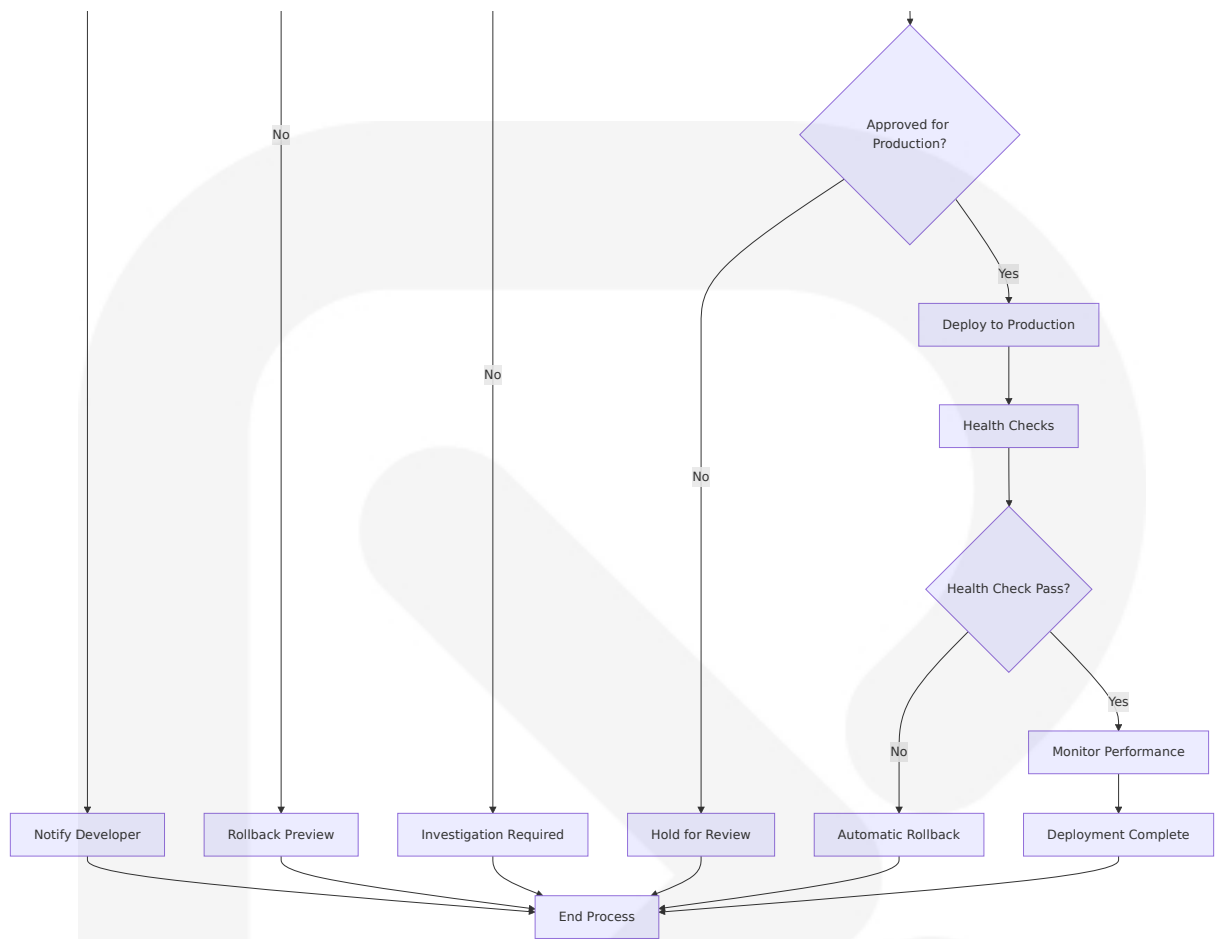 No
Approved for
Production?
Yes
Deploy to Production
No
Health Checks
No
Health Check Pass?
Yes
No
Monitor Performance
Notify Developer
Rollback Preview
Investigation Required
Hold for Review
Automatic Rollback
Deployment Complete
End Process